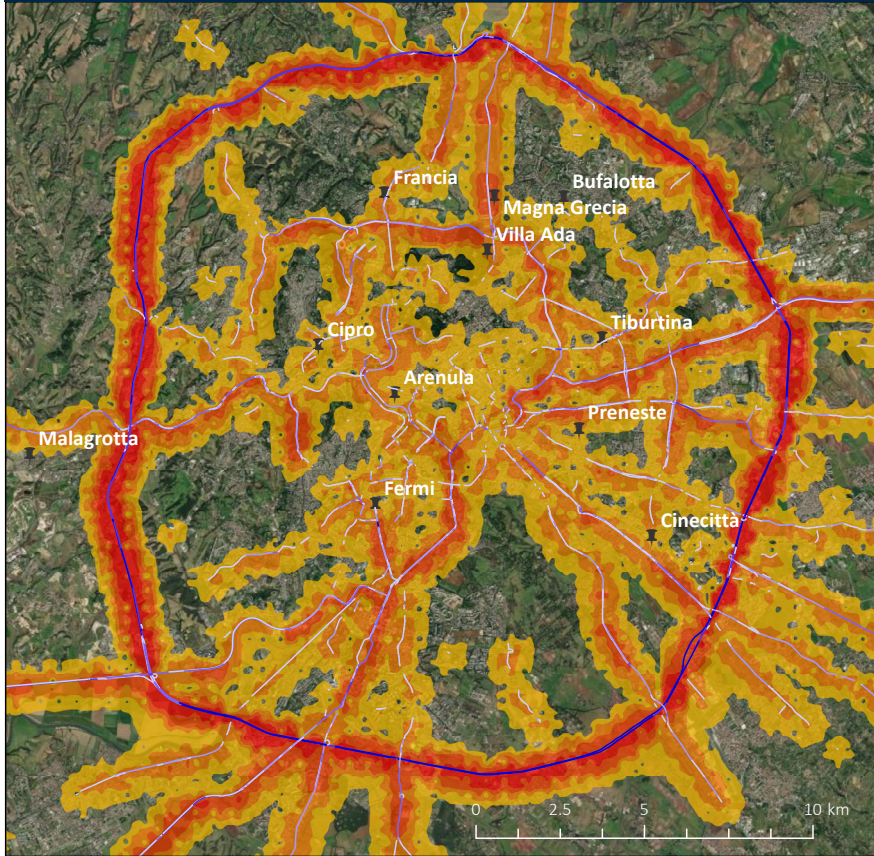 Francia
Bufalotta
Magna Grecia
Villa Ada
Tiburtina
Cipro
Arenula
Preneste
Malagrotta
Fermi
Cinecittà
0 2.5 5 10 km